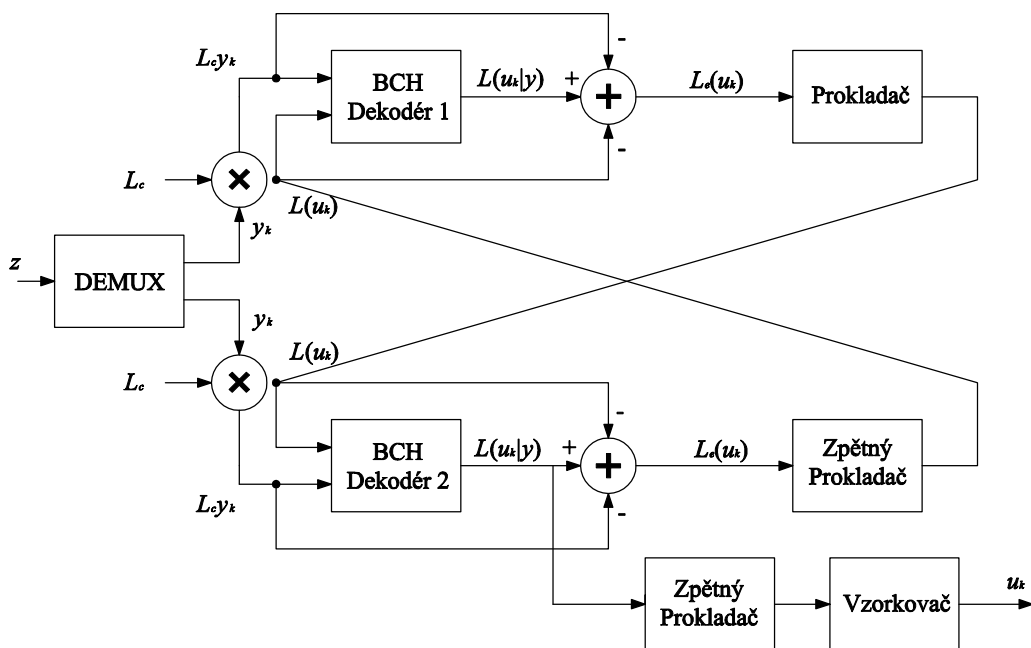 L_c y_k
BCH
Dekodér 1
L(u_k|y)
+
-
-
+
L_e(u_k)
Prokladač
L_c
×
L(u_k)
y_k
z
DEMUX
y_k
L(u_k)
L_c
×
BCH
Dekodér 2
L(u_k|y)
+
-
-
+
L_e(u_k)
Zpětný
Prokladač
L_c y_k
Zpětný
Prokladač
Vzorkovač
u_k